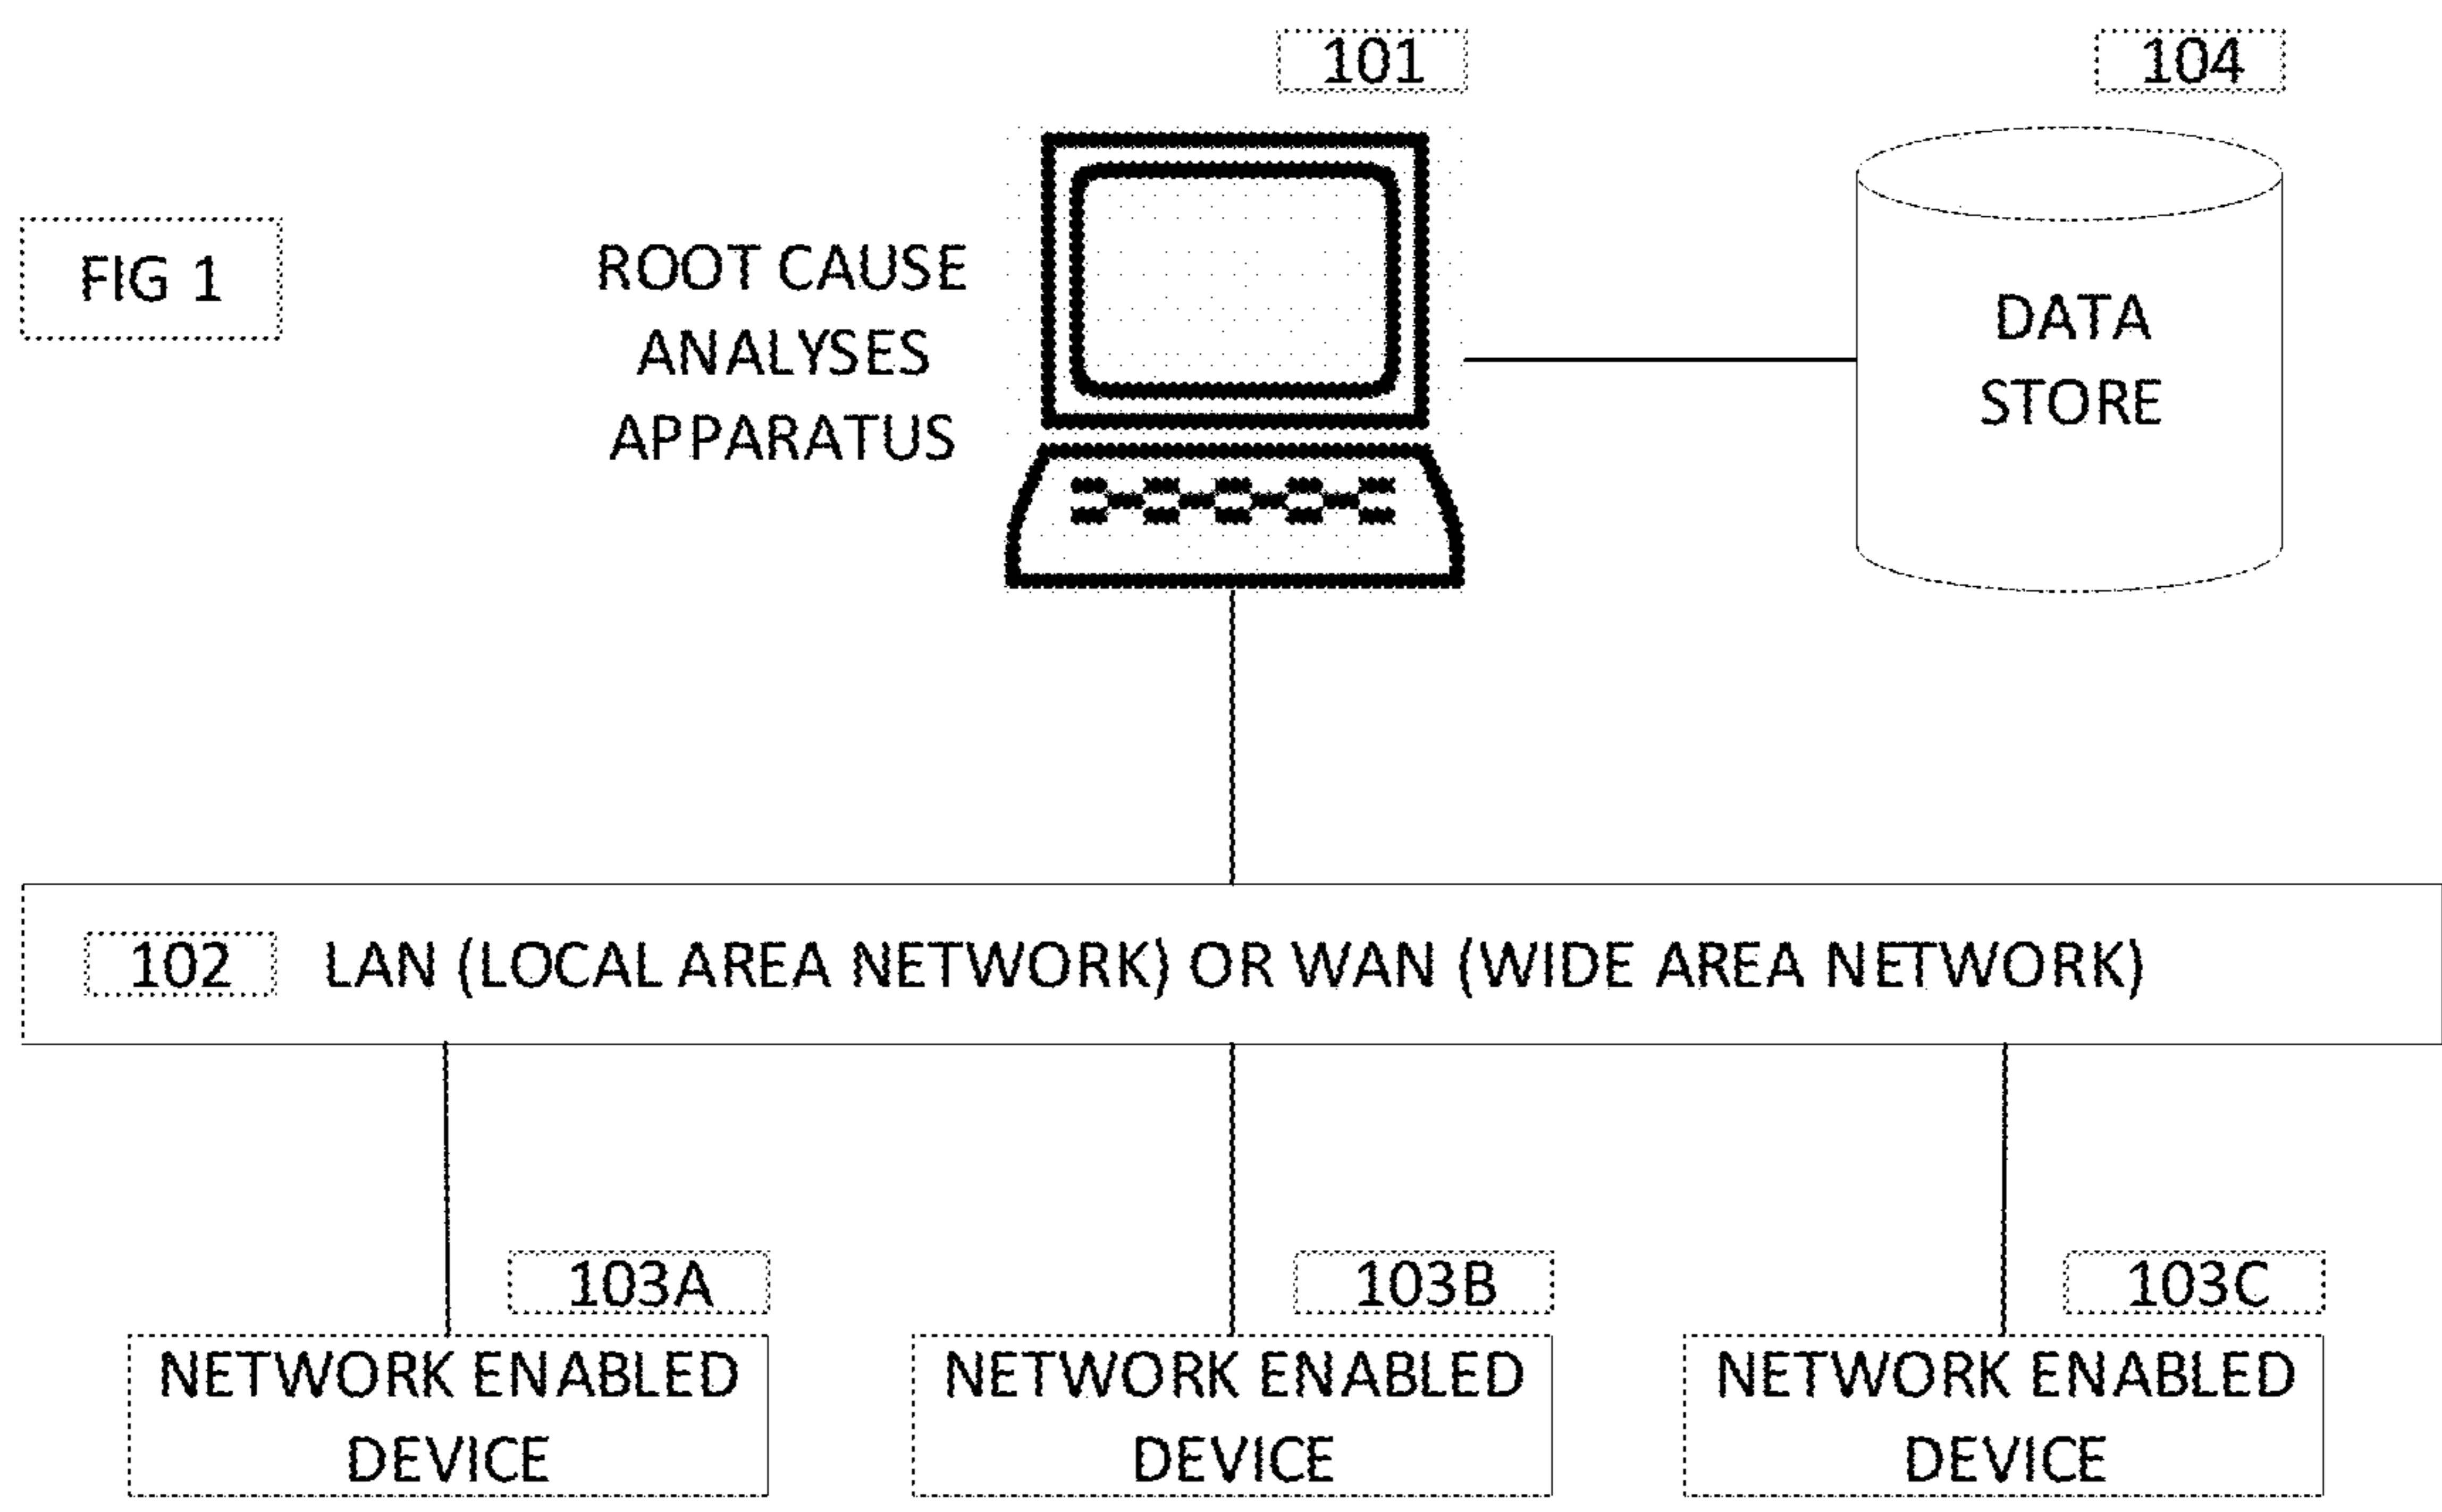 101
104
FIG 1
ROOT CAUSE
ANALYSES
APPARATUS
DATA
STORE
102
LAN (LOCAL AREA NETWORK) OR WAN (WIDE AREA NETWORK)
103A
103B
103C
NETWORK ENABLED
DEVICE
NETWORK ENABLED
DEVICE
NETWORK ENABLED
DEVICE